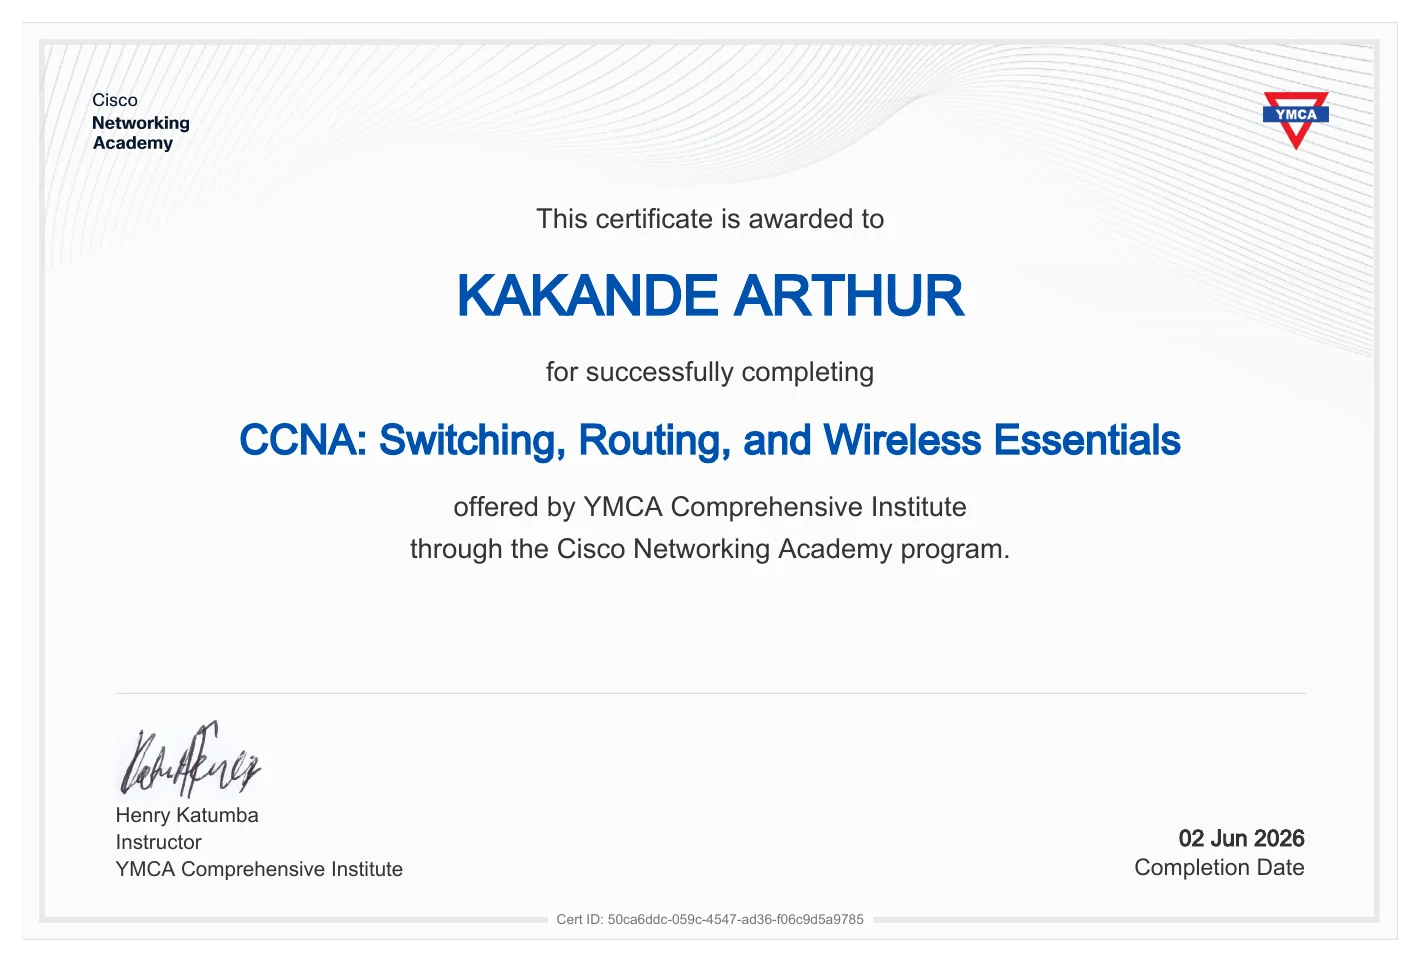 Cisco
Networking
Academy
YMCA
This certificate is awarded to
KAKANDE ARTHUR
for successfully completing
CCNA: Switching, Routing, and Wireless Essentials
offered by YMCA Comprehensive Institute
through the Cisco Networking Academy program.
Henry Katumba
Instructor
YMCA Comprehensive Institute
02 Jun 2026
Completion Date
Cert ID: 50ca6ddc-059c-4547-ad36-f06c9d5a9785